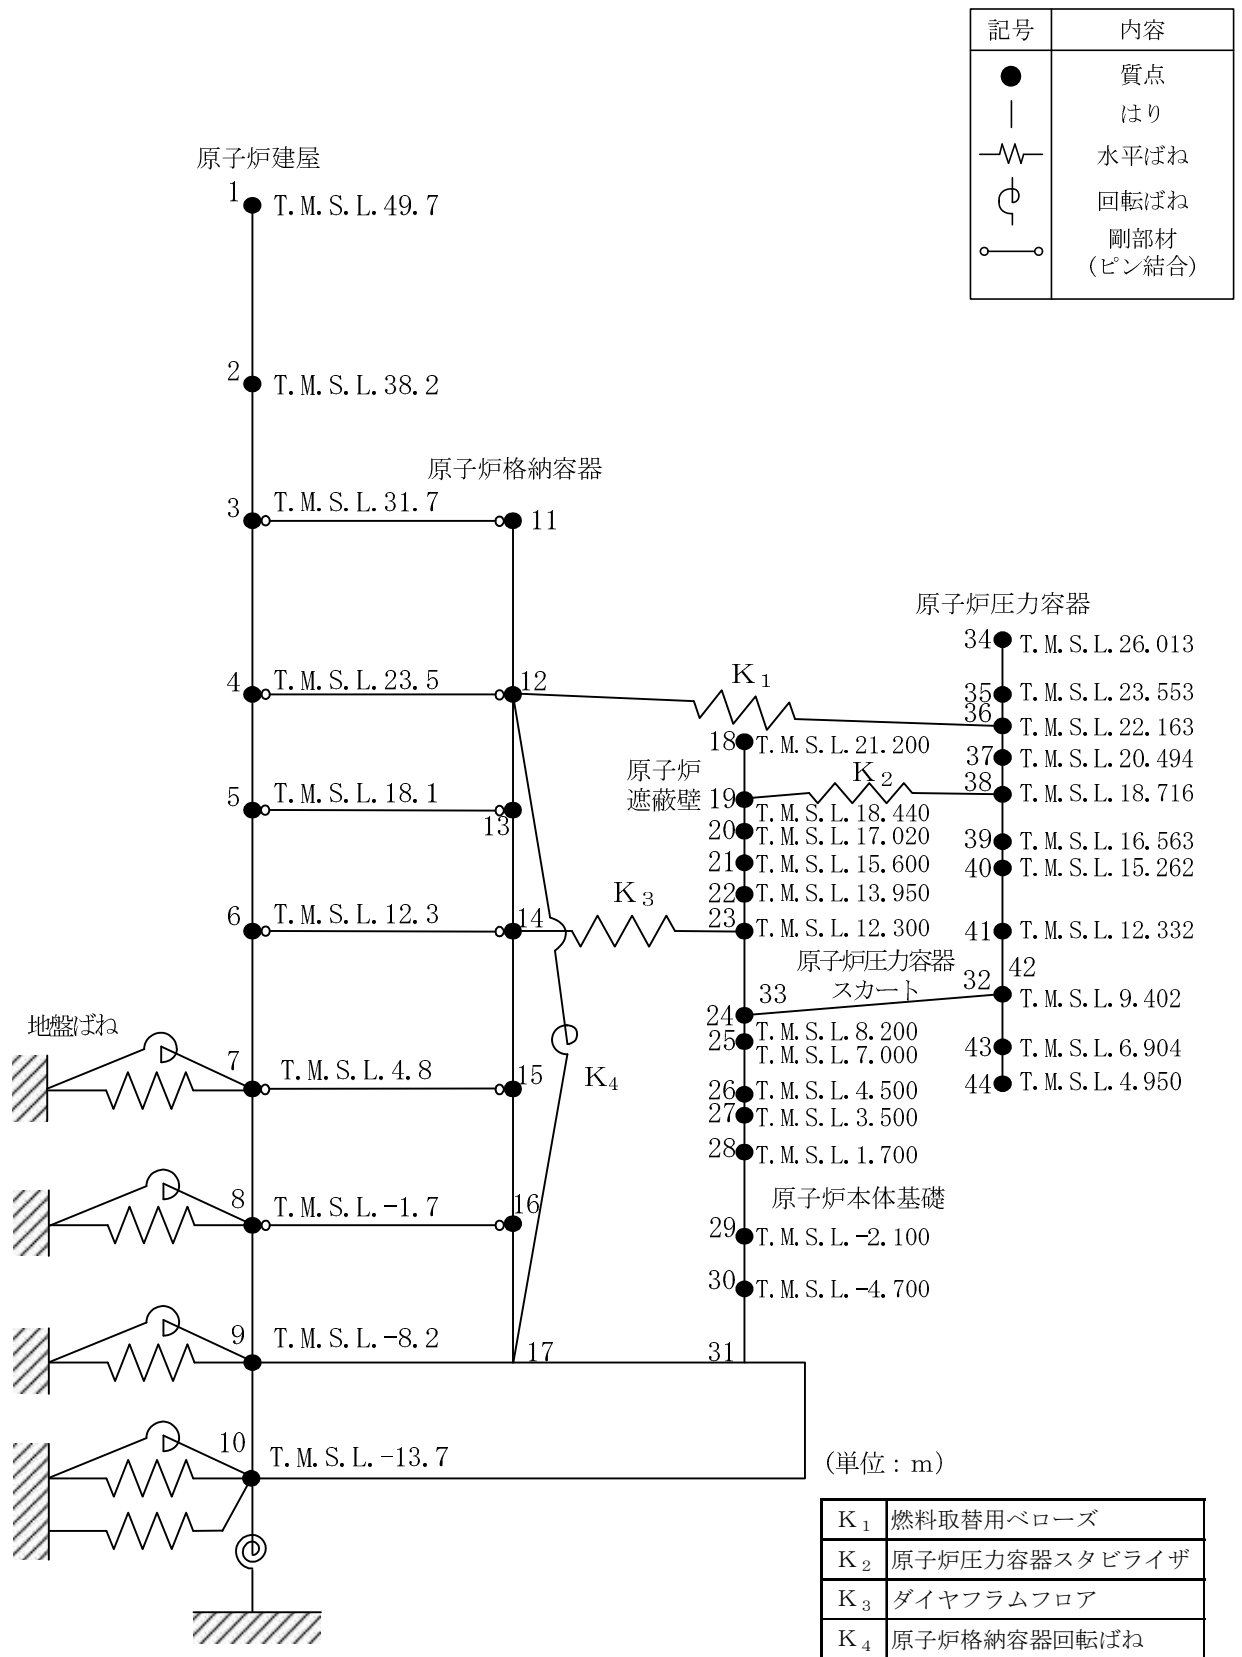 記号 内容
質点
はり
水平ばね
回転ばね
剛部材
(ピン結合)
原子炉建屋
1 T.M.S.L.49.7
2 T.M.S.L.38.2
原子炉格納容器
3 T.M.S.L.31.7 11
4 T.M.S.L.23.5 12
5 T.M.S.L.18.1 13
6 T.M.S.L.12.3 14
地盤ばね
7 T.M.S.L.4.8 15
8 T.M.S.L.-1.7 16
9 T.M.S.L.-8.2 17 31
10 T.M.S.L.-13.7
K1
K2
K3
K4
原子炉
遮蔽壁
18 T.M.S.L.21.200
19 T.M.S.L.18.440
20 T.M.S.L.17.020
21 T.M.S.L.15.600
22 T.M.S.L.13.950
23 T.M.S.L.12.300
原子炉圧力容器
スカート
33 32 42
24 T.M.S.L.8.200
25 T.M.S.L.7.000
26 T.M.S.L.4.500
27 T.M.S.L.3.500
28 T.M.S.L.1.700
原子炉本体基礎
29 T.M.S.L.-2.100
30 T.M.S.L.-4.700
原子炉圧力容器
34 T.M.S.L.26.013
35 T.M.S.L.23.553
36 T.M.S.L.22.163
37 T.M.S.L.20.494
38 T.M.S.L.18.716
39 T.M.S.L.16.563
40 T.M.S.L.15.262
41 T.M.S.L.12.332
T.M.S.L.9.402
43 T.M.S.L.6.904
44 T.M.S.L.4.950
(単位:m)
K1 燃料取替用ベローズ
K2 原子炉圧力容器スタビライザ
K3 ダイヤフラムフロア
K4 原子炉格納容器回転ばね